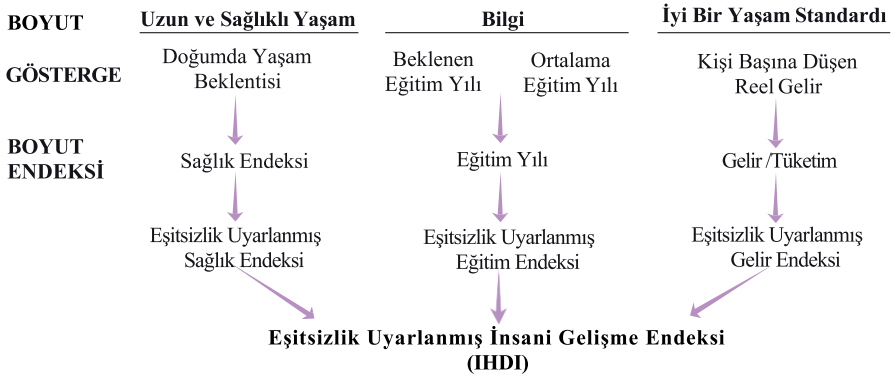 BOYUT Uzun ve Sağlıklı Yaşam Bilgi İyi Bir Yaşam Standardı
GÖSTERGE
Doğumda Yaşam
Beklentisi
Beklenen
Eğitim Yılı
Ortalama
Eğitim Yılı
Kişi Başına Düşen
Reel Gelir
BOYUT
ENDEKSİ
Sağlık Endeksi
Eğitim Yılı
Gelir /Tüketim
Eşitsizlik Uyarlanmış
Sağlık Endeksi
Eşitsizlik Uyarlanmış
Eğitim Endeksi
Eşitsizlik Uyarlanmış
Gelir Endeksi
Eşitsizlik Uyarlanmış İnsani Gelişme Endeksi
(IHDI)